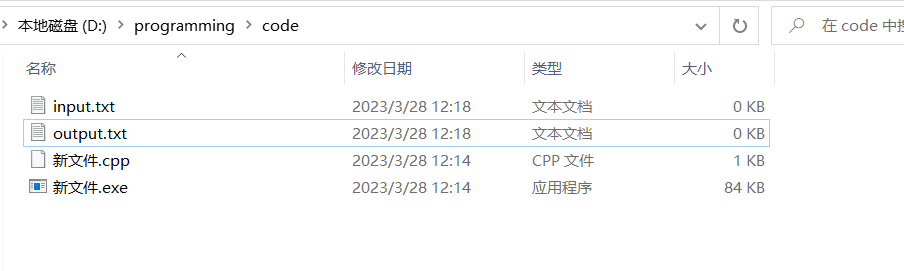 本地磁盘 (D:) programming code 在 code 中
名称 修改日期 类型 大小
input.txt 2023/3/28 12:18 文本文档 0 KB
output.txt 2023/3/28 12:18 文本文档 0 KB
新文件.cpp 2023/3/28 12:14 CPP 文件 1 KB
新文件.exe 2023/3/28 12:14 应用程序 84 KB